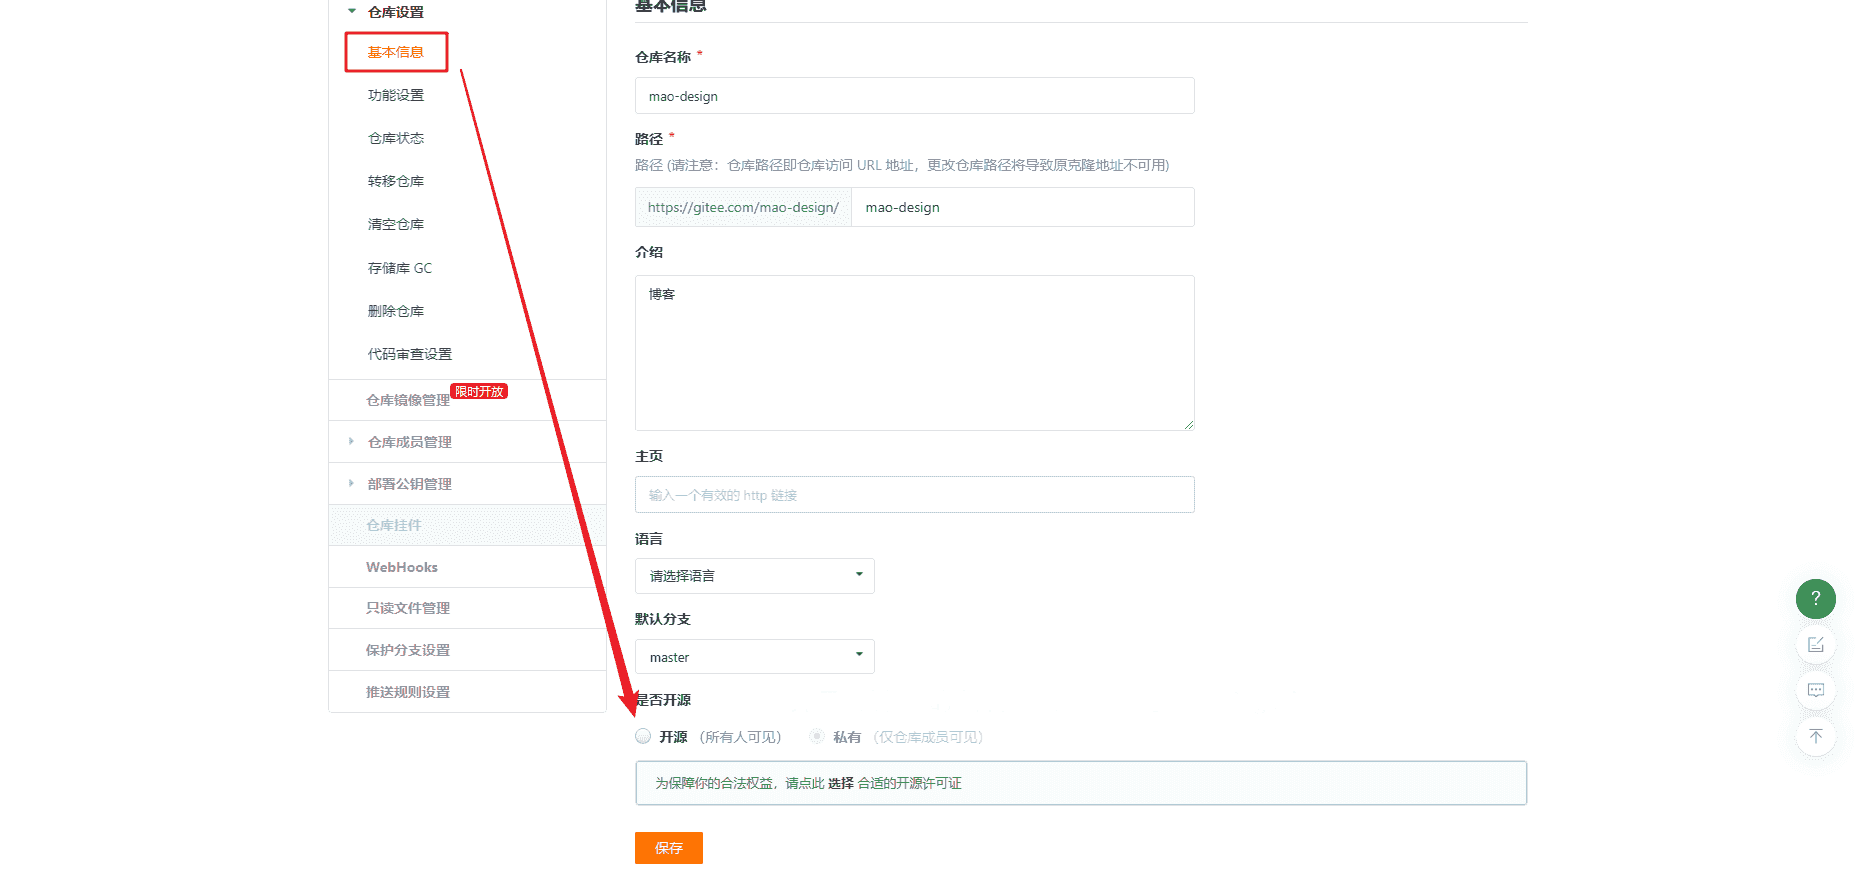 仓库设置
基本信息
功能设置
仓库状态
转移仓库
清空仓库
存储库 GC
删除仓库
代码审查设置
仓库镜像管理 限时开放
仓库成员管理
部署公钥管理
仓库挂件
WebHooks
只读文件管理
保护分支设置
推送规则设置
基本信息
仓库名称 *
mao-design
路径 *
路径 (请注意：仓库路径即仓库访问 URL 地址，更改仓库路径将导致原克隆地址不可用)
https://gitee.com/mao-design/ mao-design
介绍
博客
主页
输入一个有效的 http 链接
语言
请选择语言
默认分支
master
是否开源
开源 （所有人可见） 私有 （仅仓库成员可见）
为保障你的合法权益，请点此 选择 合适的开源许可证
保存
?